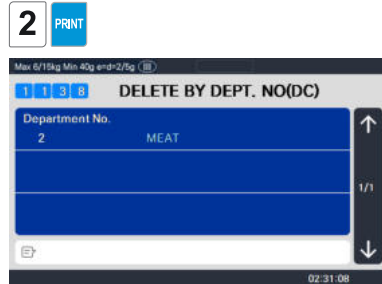 2 PRINT
Max 6/15kg Min 40g e=d=2/5g (III)
1 1 3 8 DELETE BY DEPT. NO(DC)
Department No.
2 MEAT
1/1
02:31:08